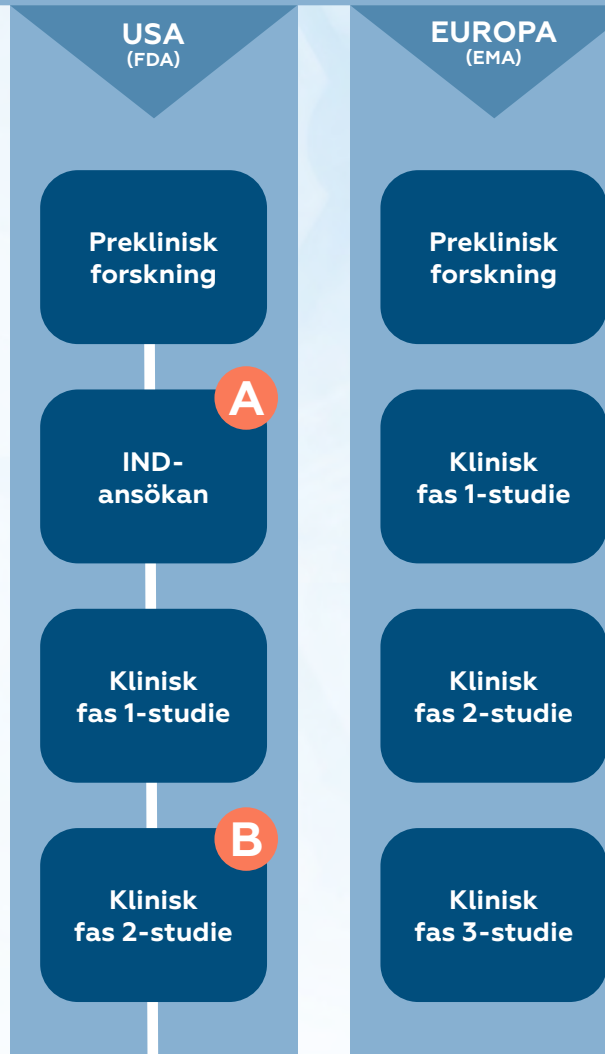 USA
(FDA)
Preklinisk
forskning
A
IND-
ansökan
Klinisk
fas 1-studie
B
Klinisk
fas 2-studie
EUROPA
(EMA)
Preklinisk
forskning
Klinisk
fas 1-studie
Klinisk
fas 2-studie
Klinisk
fas 3-studie